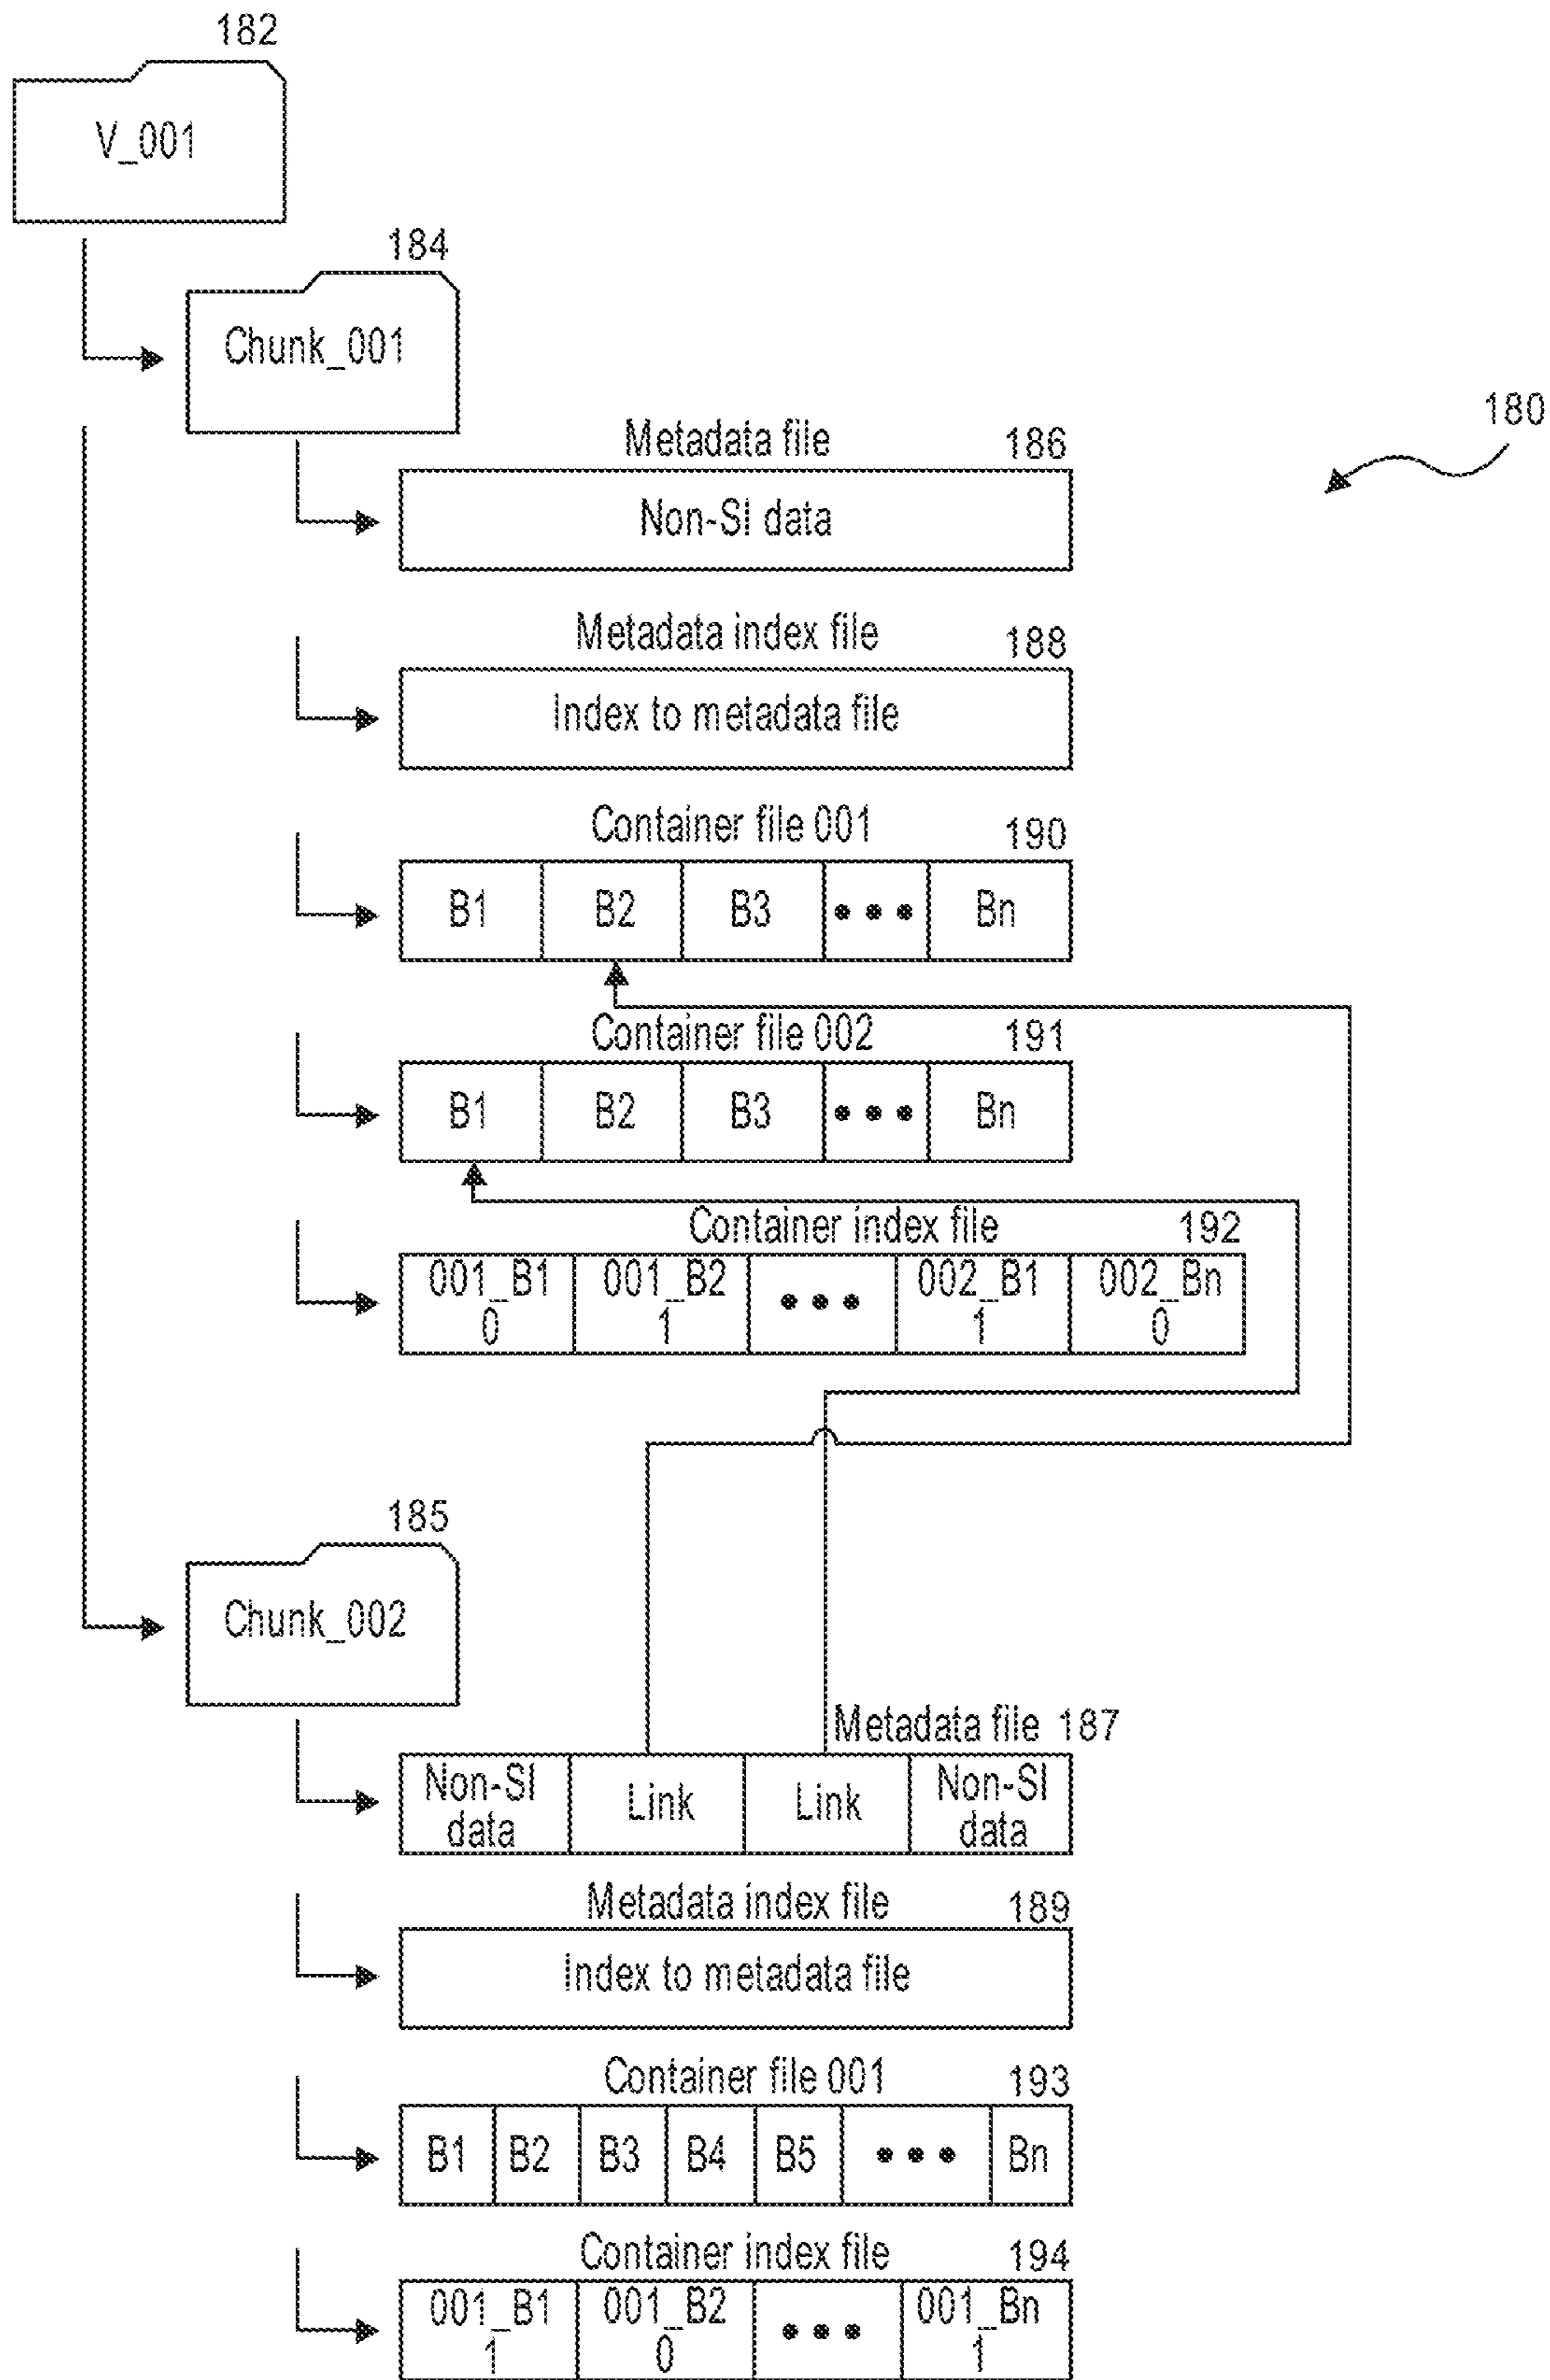 182
V_001
184
Chunk_001
180
Metadata file 186
Non-SI data
Metadata index file 188
Index to metadata file
Container file 001 190
B1 B2 B3 ••• Bn
Container file 002 191
B1 B2 B3 ••• Bn
Container index file 192
001_B1 001_B2 ••• 002_B1 002_Bn
0 1 1 0
185
Chunk_002
Metadata file 187
Non-SI Link Link Non-SI
data data
Metadata index file 189
Index to metadata file
Container file 001 193
B1 B2 B3 B4 B5 ••• Bn
Container index file 194
001_B1 001_B2 ••• 001_Bn
1 0 1